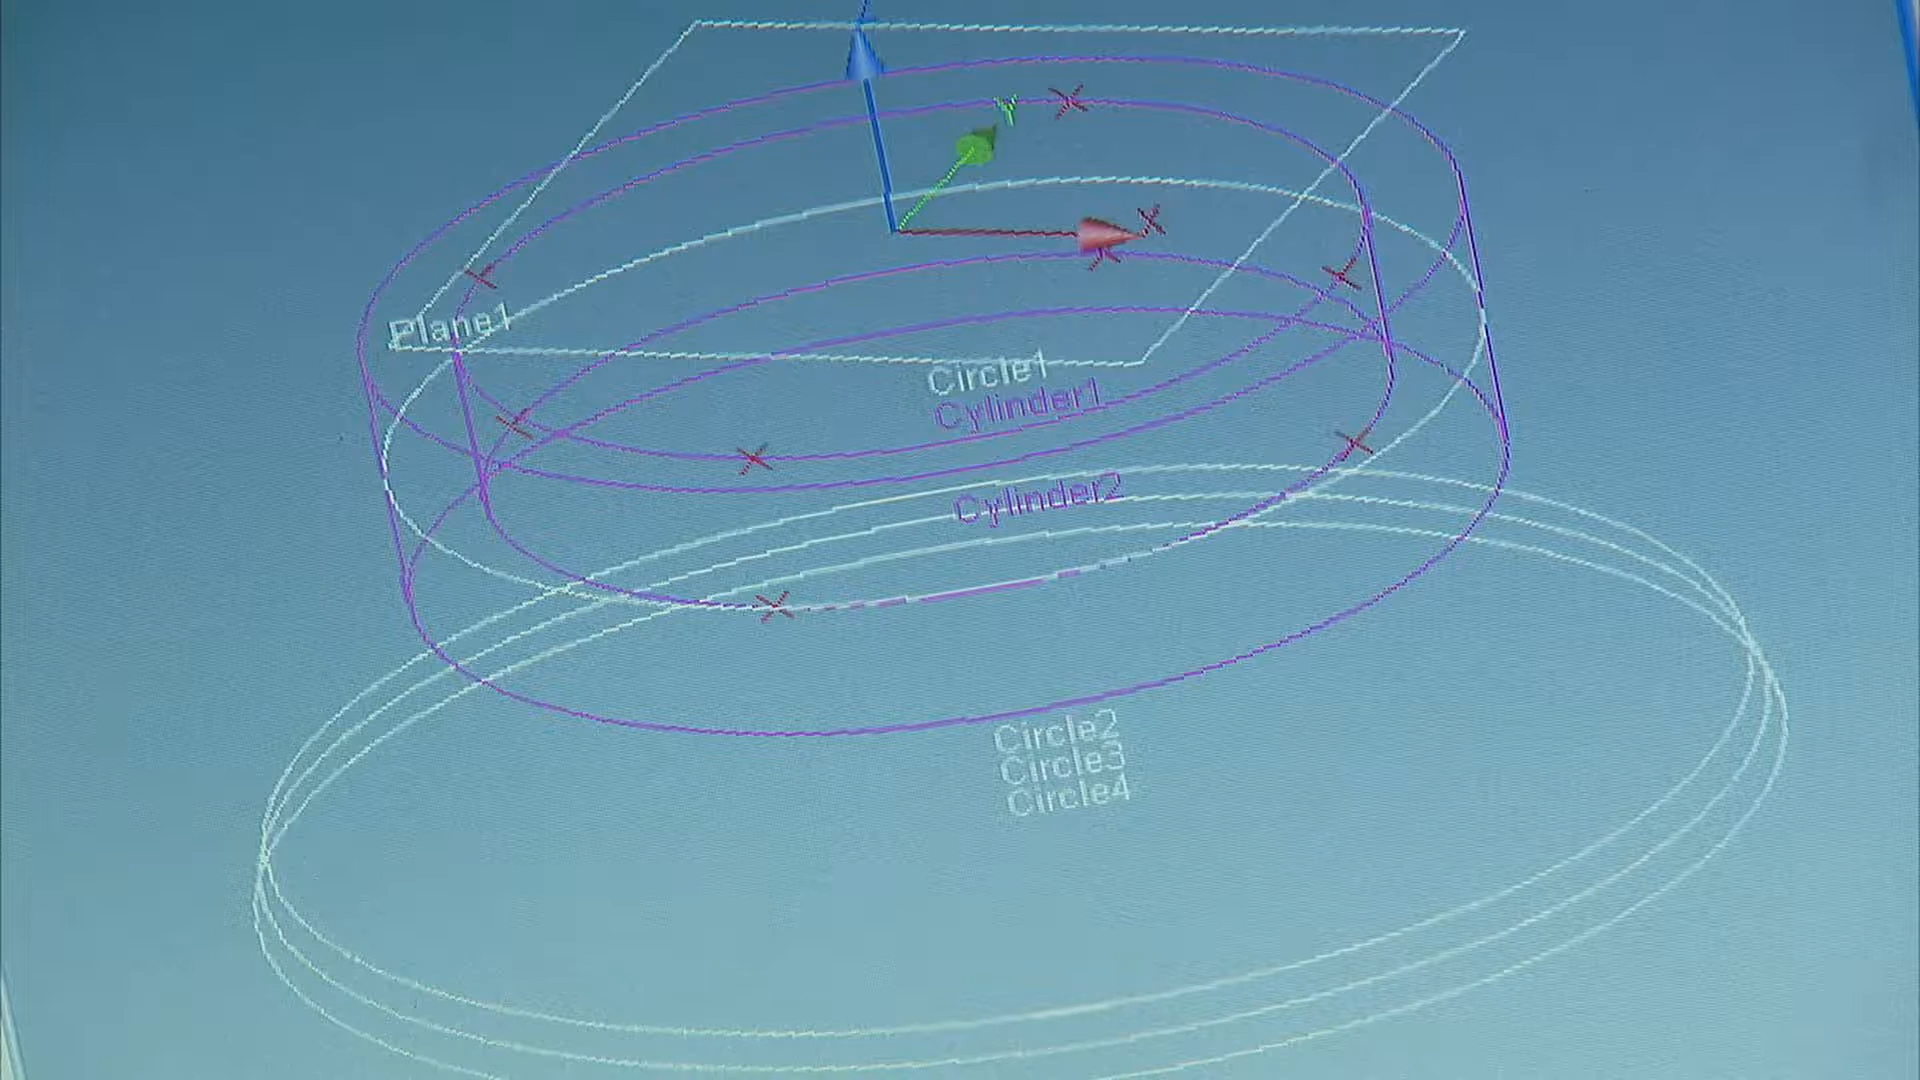 Y
X
Plane1
Circle1
Cylinder1
Cylinder2
Circle2
Circle3
Circle4